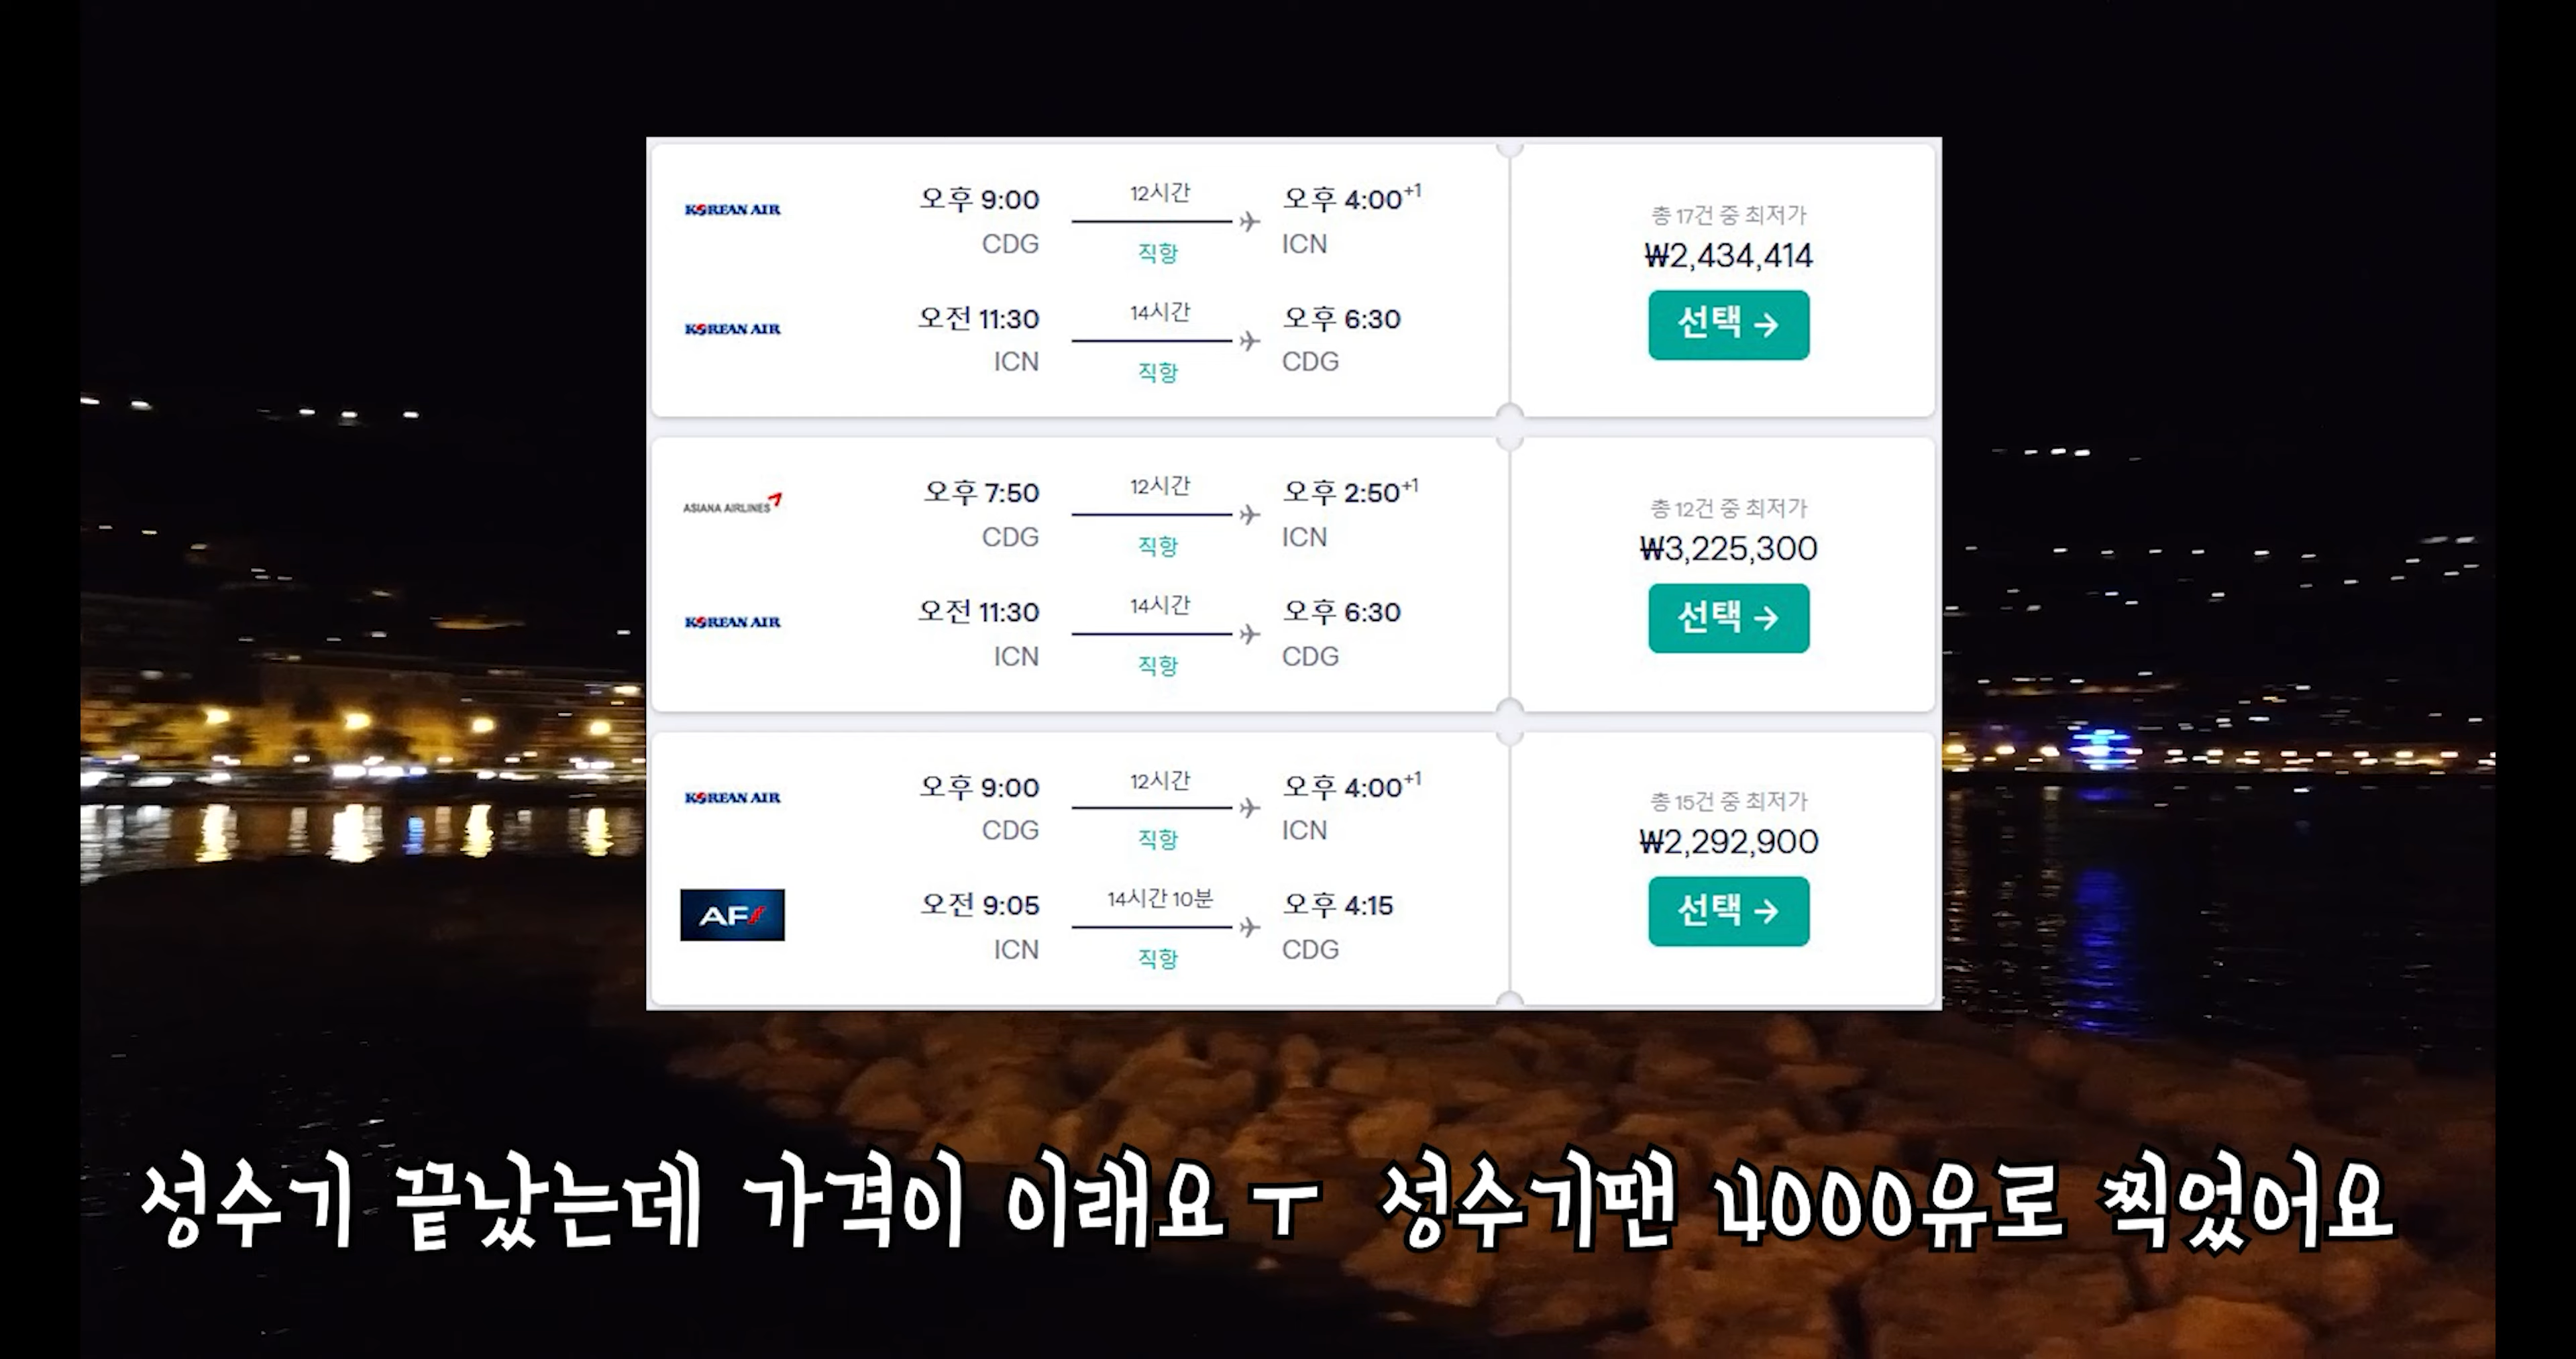 KOREAN AIR
오후 9:00
12시간
오후 4:00+1
CDG
직항
ICN
KOREAN AIR
오전 11:30
14시간
오후 6:30
ICN
직항
CDG
총 17건 중 최저가
₩2,434,414
선택 →
ASIANA AIRLINES
오후 7:50
12시간
오후 2:50+1
CDG
직항
ICN
KOREAN AIR
오전 11:30
14시간
오후 6:30
ICN
직항
CDG
총 12건 중 최저가
₩3,225,300
선택 →
KOREAN AIR
오후 9:00
12시간
오후 4:00+1
CDG
직항
ICN
AF
오전 9:05
14시간 10분
오후 4:15
ICN
직항
CDG
총 15건 중 최저가
₩2,292,900
선택 →
성수기 끝났는데 가격이 이래요ㅜ 성수기땐 4000유로 찍었어요